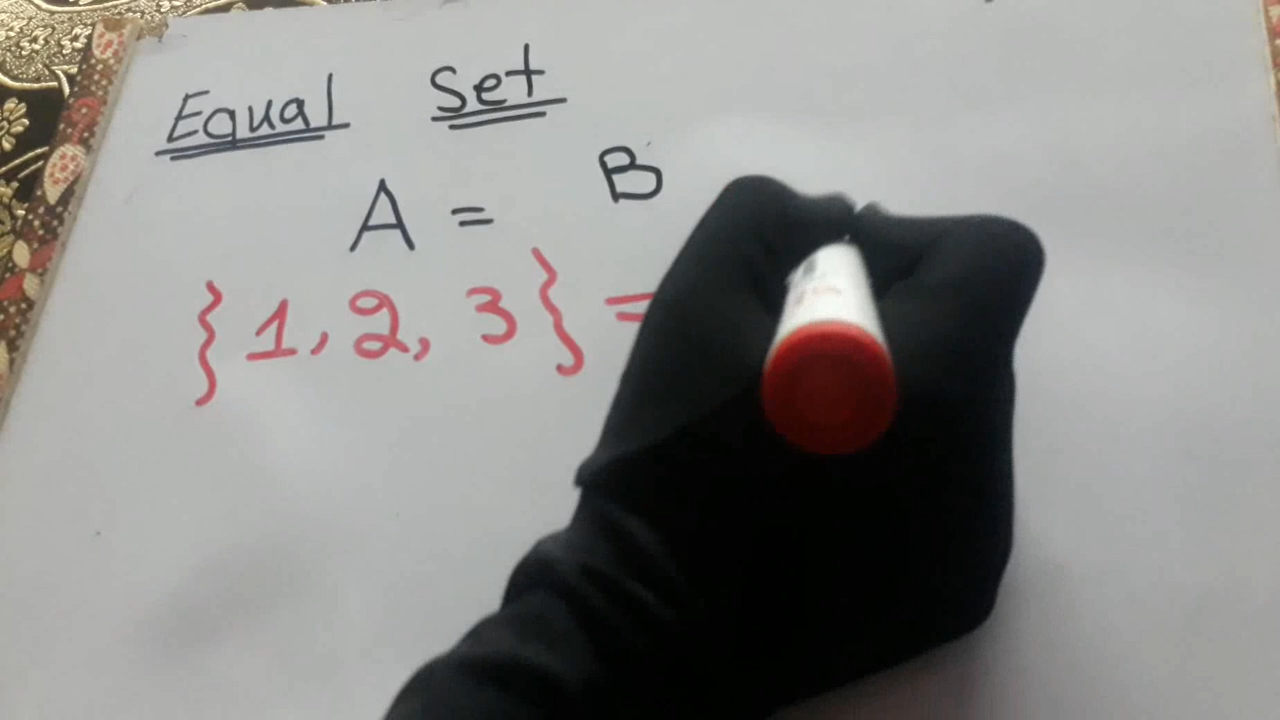 Equal Set
A = B
}1, 2, 3} =